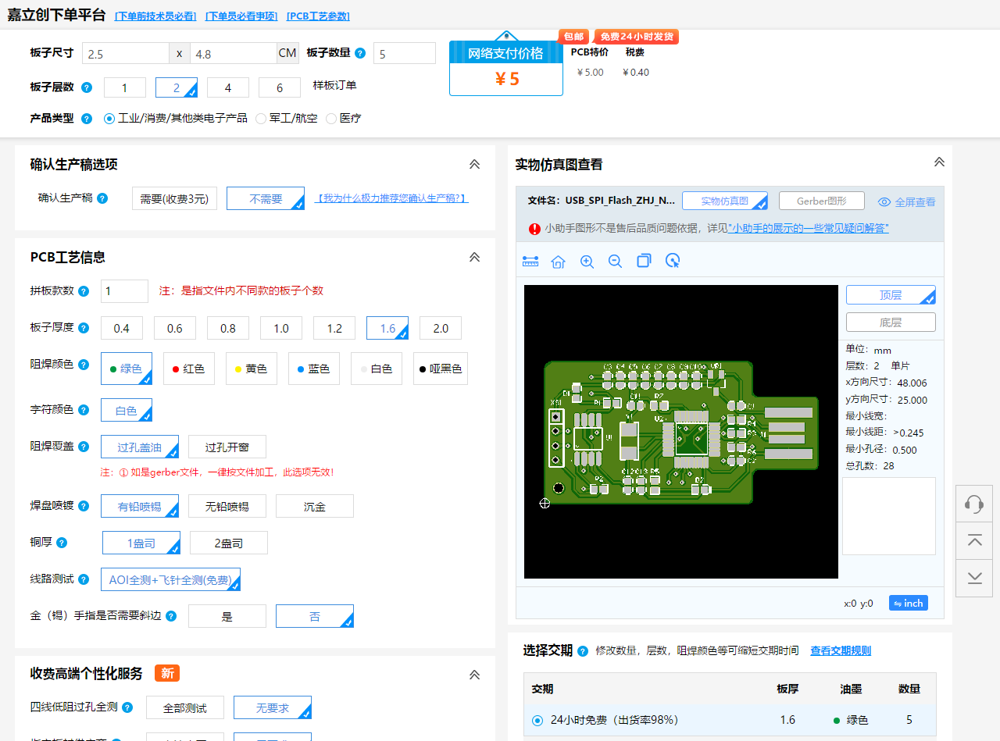 嘉立创下单平台 [下单前技术员必看] [下单员必看事项] [PCB工艺参数]
板子尺寸 2.5 x 4.8 CM 板子数量 ? 5
板子层数 ? 1 2 4 6 样板订单
产品类型 ? 工业/消费/其他类电子产品 军工/航空 医疗
网络支付价格
¥ 5
包邮 免费24小时发货
PCB特价 税费
¥ 5.00 ¥ 0.40
确认生产稿选项
确认生产稿 ? 需要(收费3元) 不需要 【我为什么极力推荐您确认生产稿?】
PCB工艺信息
拼板款数 ? 1 注：是指文件内不同款的板子个数
板子厚度 ? 0.4 0.6 0.8 1.0 1.2 1.6 2.0
阻焊颜色 ? 绿色 红色 黄色 蓝色 白色 哑黑色
字符颜色 ? 白色
阻焊覆盖 ? 过孔盖油 过孔开窗
注：① 如是gerber文件，一律按文件加工，此选项无效!
焊盘喷镀 ? 有铅喷锡 无铅喷锡 沉金
铜厚 ? 1盎司 2盎司
线路测试 ? AOI全测+飞针全测(免费)
金（锡）手指是否需要斜边 ? 是 否
收费高端个性化服务 新
四线低阻过孔全测 ? 全部测试 无要求
实物仿真图查看
文件名：USB_SPI_Flash_ZHJ_N... 实物仿真图 Gerber图形 全屏查看
! 小助手图形不是售后品质问题依据，详见"小助手的展示的一些常见疑问解答"
顶层
底层
单位： mm
层数： 2 单片
x方向尺寸： 48.006
y方向尺寸： 25.000
最小线宽：
最小线距： >0.245
最小孔径： 0.500
总孔数： 28
C3 C4 C5 C6 C7 C8 C9 C10 VR1
R1 R7
Y1 U2
U1
R4
R3
R6
C2
C12 C13 R5
R2 D2
x:0 y:0 ⇋ inch
选择交期 ? 修改数量，层数，阻焊颜色等可缩短交期时间 查看交期规则
交期 板厚 油墨 数量
24小时免费（出货率98%） 1.6 绿色 5